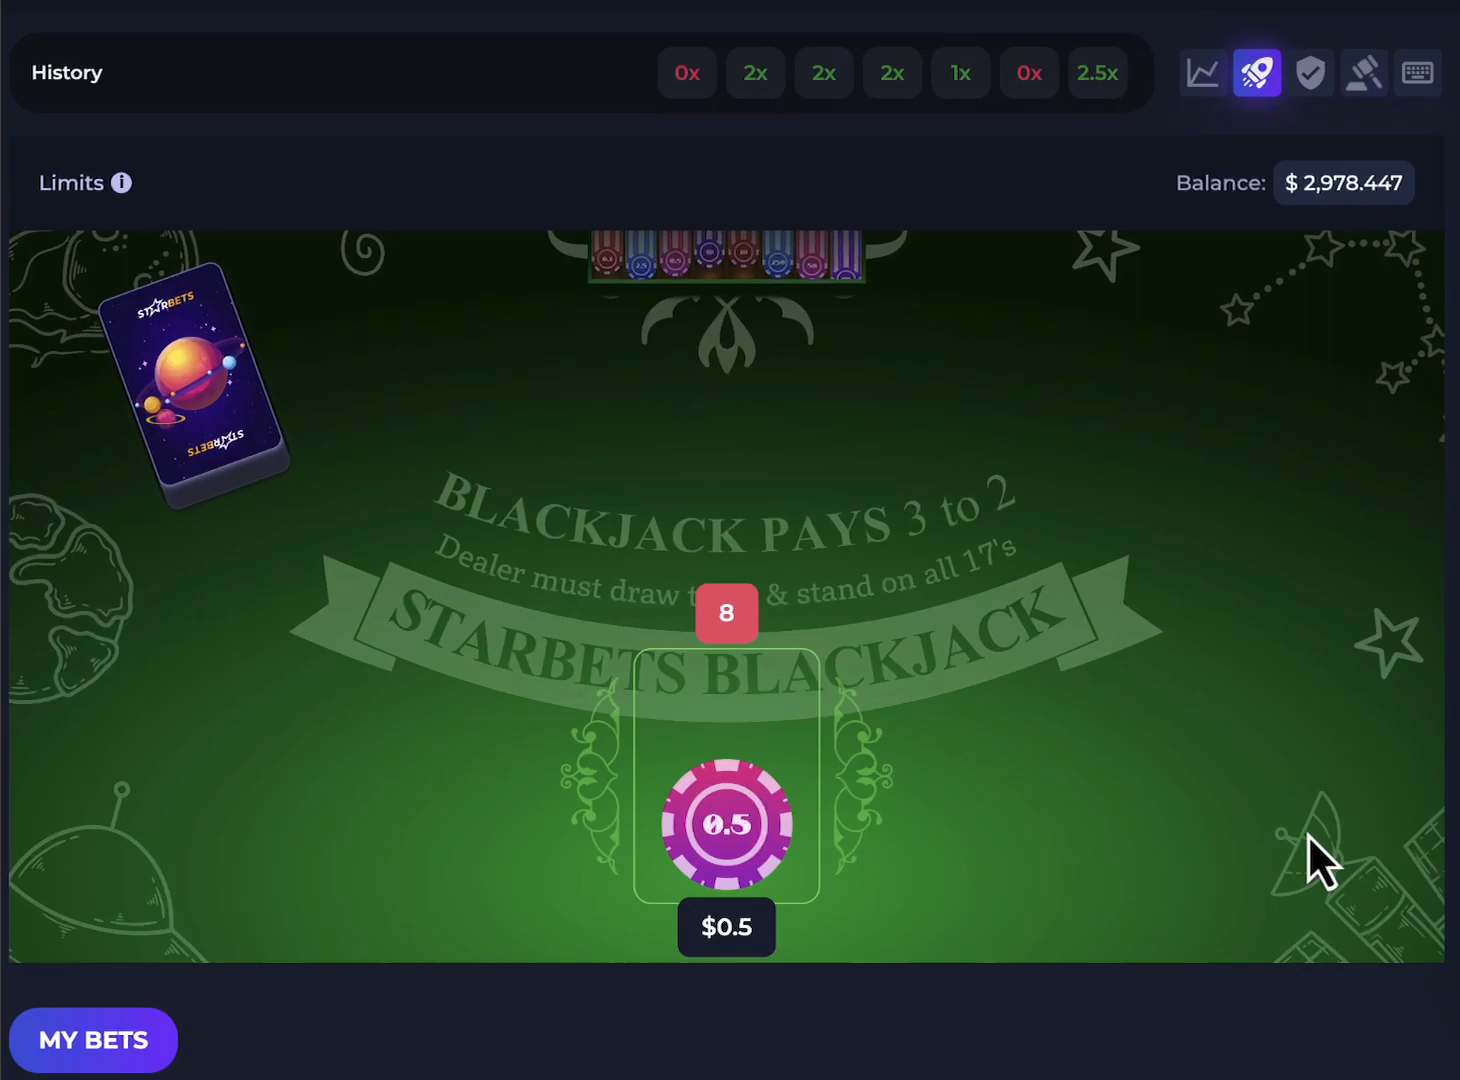 History
0x 2x 2x 2x 1x 0x 2.5x
Limits
Balance: $ 2,978.447
STARBETS
STARBETS
BLACKJACK PAYS 3 to 2
Dealer must draw & stand on all 17's
8
STARBETS BLACKJACK
0.5
$0.5
MY BETS